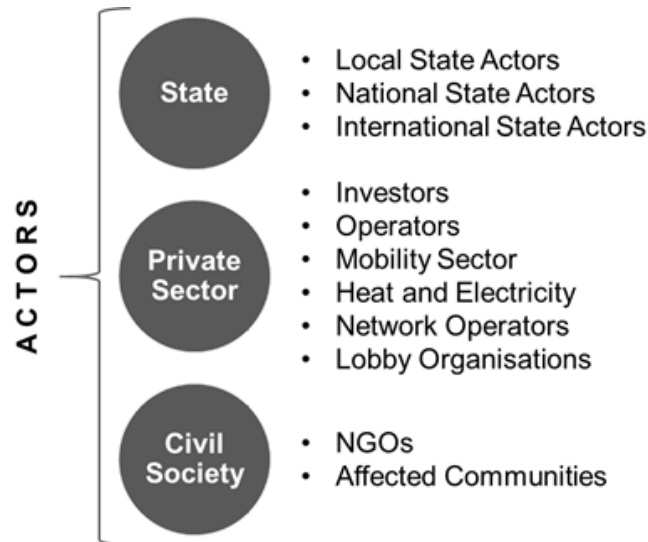 ACTORS
State
• Local State Actors
• National State Actors
• International State Actors
Private
Sector
• Investors
• Operators
• Mobility Sector
• Heat and Electricity
• Network Operators
• Lobby Organisations
Civil
Society
• NGOs
• Affected Communities